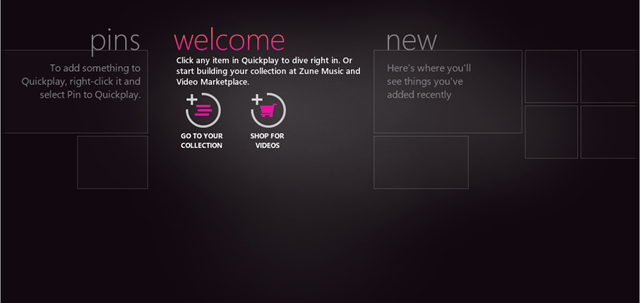 pins
To add something to
Quickplay, right-click it and
select Pin to Quickplay.
welcome
Click any item in Quickplay to dive right in. Or
start building your collection at Zune Music and
Video Marketplace.
GO TO YOUR
COLLECTION
SHOP FOR
VIDEOS
new
Here's where you'll
see things you've
added recently